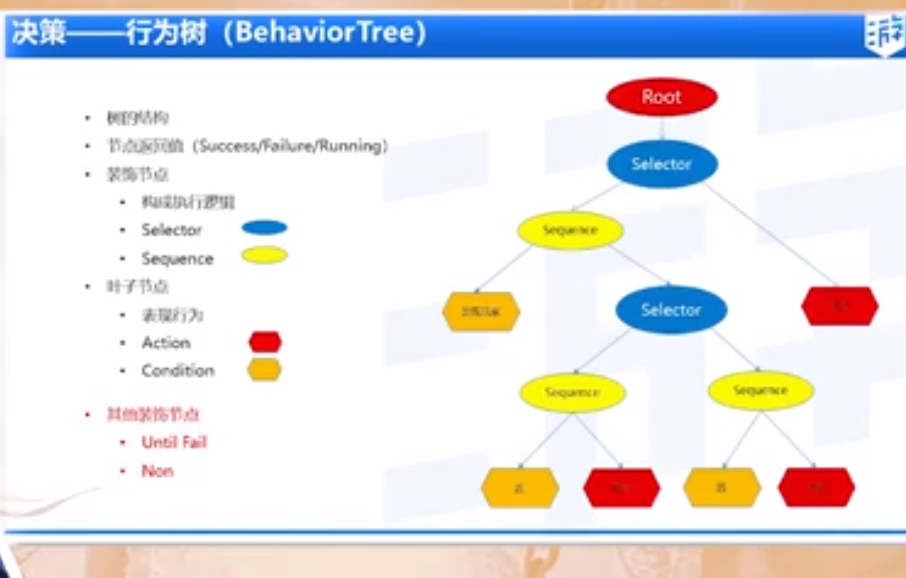 决策——行为树（BehaviorTree）
树的结构
节点返回值（Success/Failure/Running）
装饰节点
构成执行逻辑
Selector
Sequence
叶子节点
表现行为
Action
Condition
其他装饰节点
Until Fail
Non
Root
Selector
Sequence
Selector
Sequence
Sequence